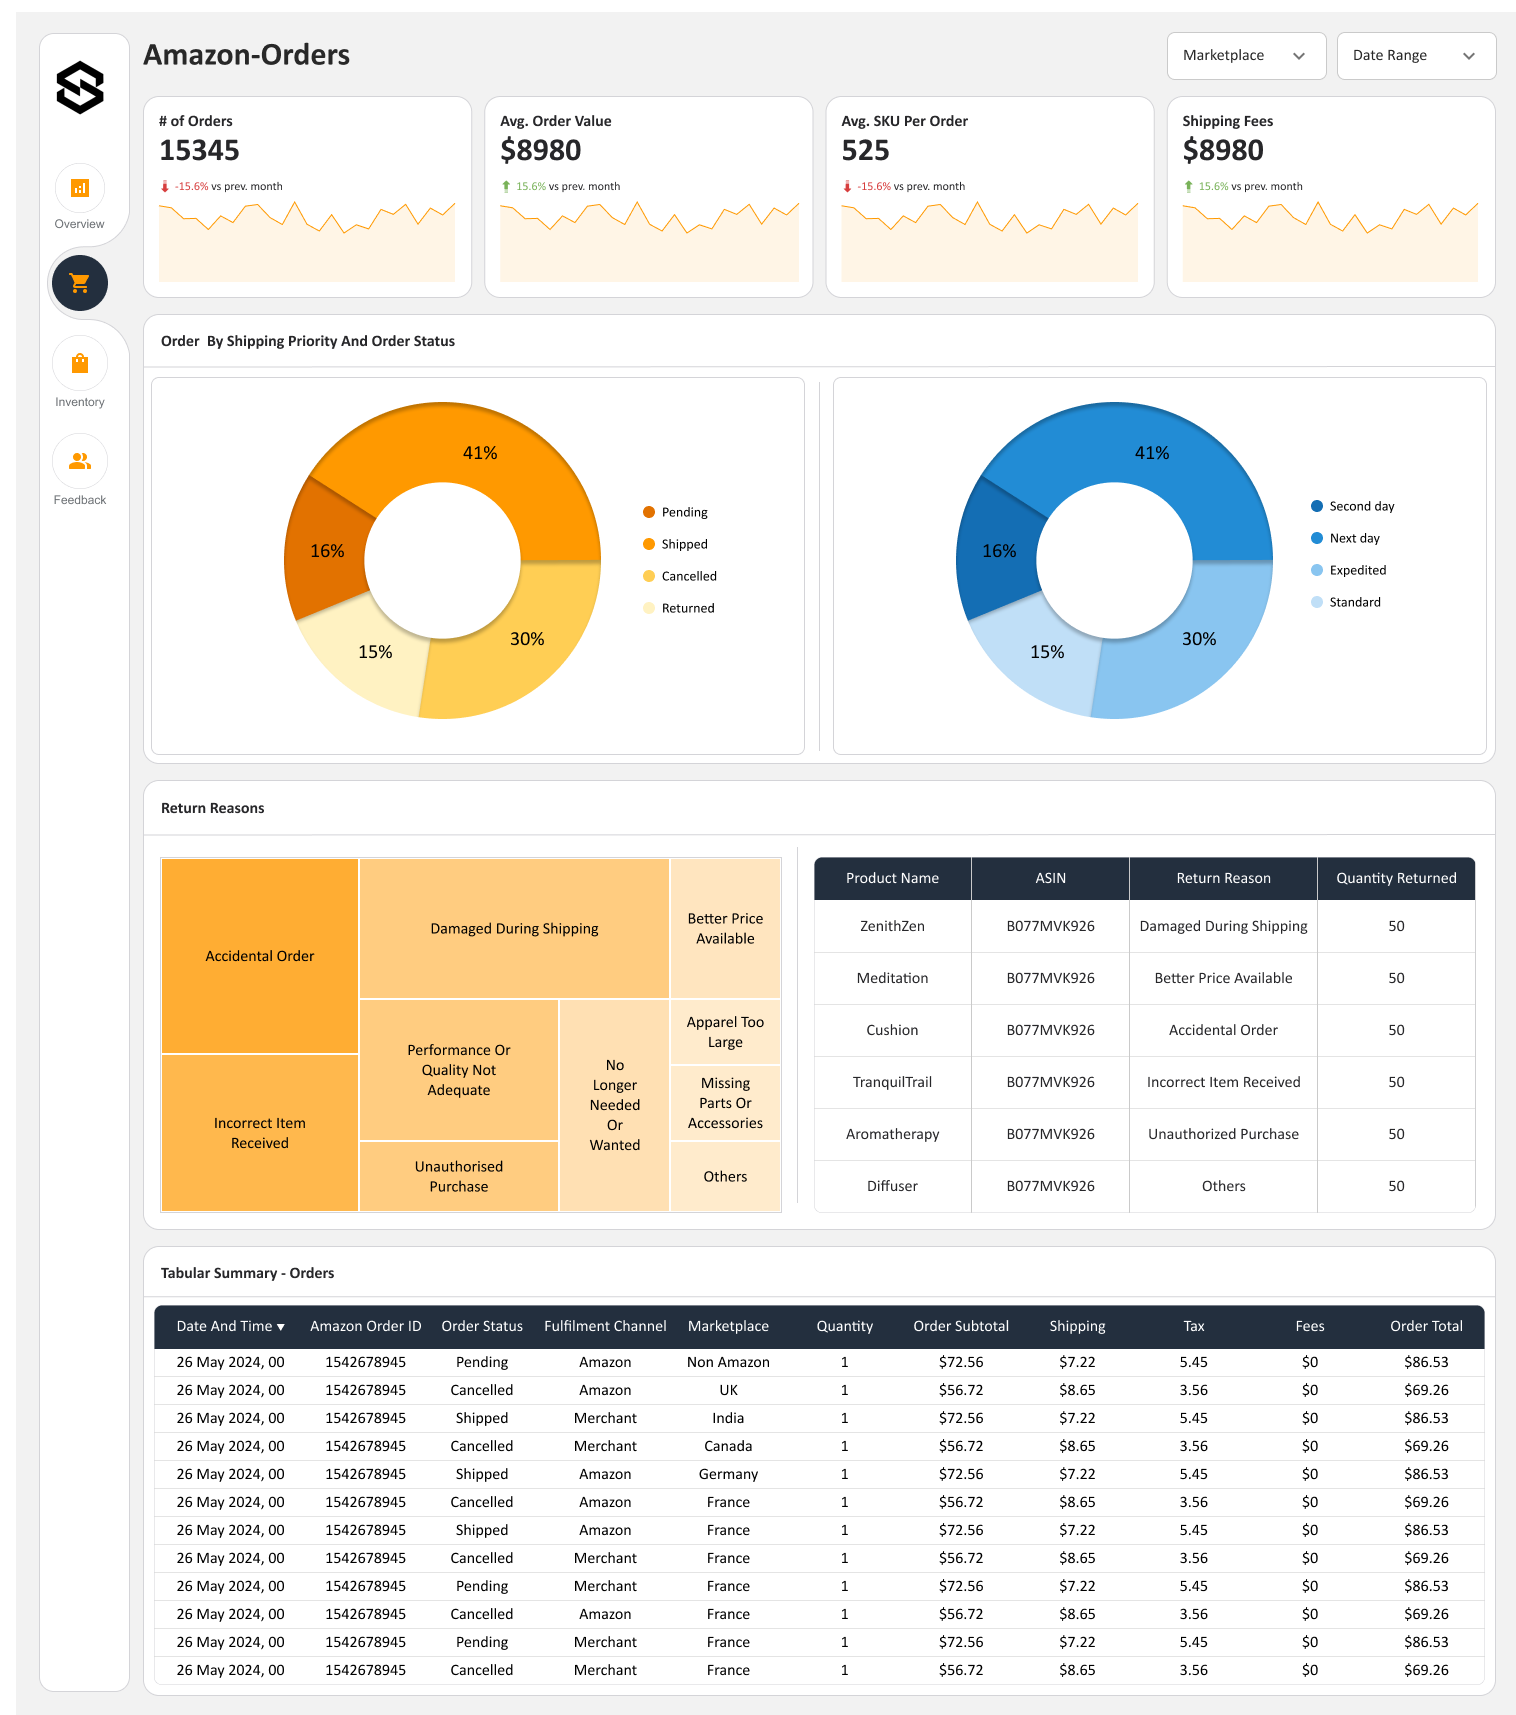 Amazon-Orders
Marketplace
Date Range
Overview
Inventory
Feedback
# of Orders
15345
-15.6% vs prev. month
Avg. Order Value
$8980
15.6% vs prev. month
Avg. SKU Per Order
525
-15.6% vs prev. month
Shipping Fees
$8980
15.6% vs prev. month
Order  By Shipping Priority And Order Status
41%
16%
15%
30%
Pending
Shipped
Cancelled
Returned
41%
16%
15%
30%
Second day
Next day
Expedited
Standard
Return Reasons
Accidental Order
Incorrect Item
Received
Damaged During Shipping
Performance Or
Quality Not
Adequate
Unauthorised
Purchase
No
Longer
Needed
Or
Wanted
Better Price
Available
Apparel Too
Large
Missing
Parts Or
Accessories
Others
Product Name ASIN Return Reason Quantity Returned
ZenithZen B077MVK926 Damaged During Shipping 50
Meditation B077MVK926 Better Price Available 50
Cushion B077MVK926 Accidental Order 50
TranquilTrail B077MVK926 Incorrect Item Received 50
Aromatherapy B077MVK926 Unauthorized Purchase 50
Diffuser B077MVK926 Others 50
Tabular Summary - Orders
Date And Time Amazon Order ID Order Status Fulfilment Channel Marketplace Quantity Order Subtotal Shipping Tax Fees Order Total
26 May 2024, 00 1542678945 Pending Amazon Non Amazon 1 $72.56 $7.22 5.45 $0 $86.53
26 May 2024, 00 1542678945 Cancelled Amazon UK 1 $56.72 $8.65 3.56 $0 $69.26
26 May 2024, 00 1542678945 Shipped Merchant India 1 $72.56 $7.22 5.45 $0 $86.53
26 May 2024, 00 1542678945 Cancelled Merchant Canada 1 $56.72 $8.65 3.56 $0 $69.26
26 May 2024, 00 1542678945 Shipped Amazon Germany 1 $72.56 $7.22 5.45 $0 $86.53
26 May 2024, 00 1542678945 Cancelled Amazon France 1 $56.72 $8.65 3.56 $0 $69.26
26 May 2024, 00 1542678945 Shipped Amazon France 1 $72.56 $7.22 5.45 $0 $86.53
26 May 2024, 00 1542678945 Cancelled Merchant France 1 $56.72 $8.65 3.56 $0 $69.26
26 May 2024, 00 1542678945 Pending Merchant France 1 $72.56 $7.22 5.45 $0 $86.53
26 May 2024, 00 1542678945 Cancelled Amazon France 1 $56.72 $8.65 3.56 $0 $69.26
26 May 2024, 00 1542678945 Pending Merchant France 1 $72.56 $7.22 5.45 $0 $86.53
26 May 2024, 00 1542678945 Cancelled Merchant France 1 $56.72 $8.65 3.56 $0 $69.26